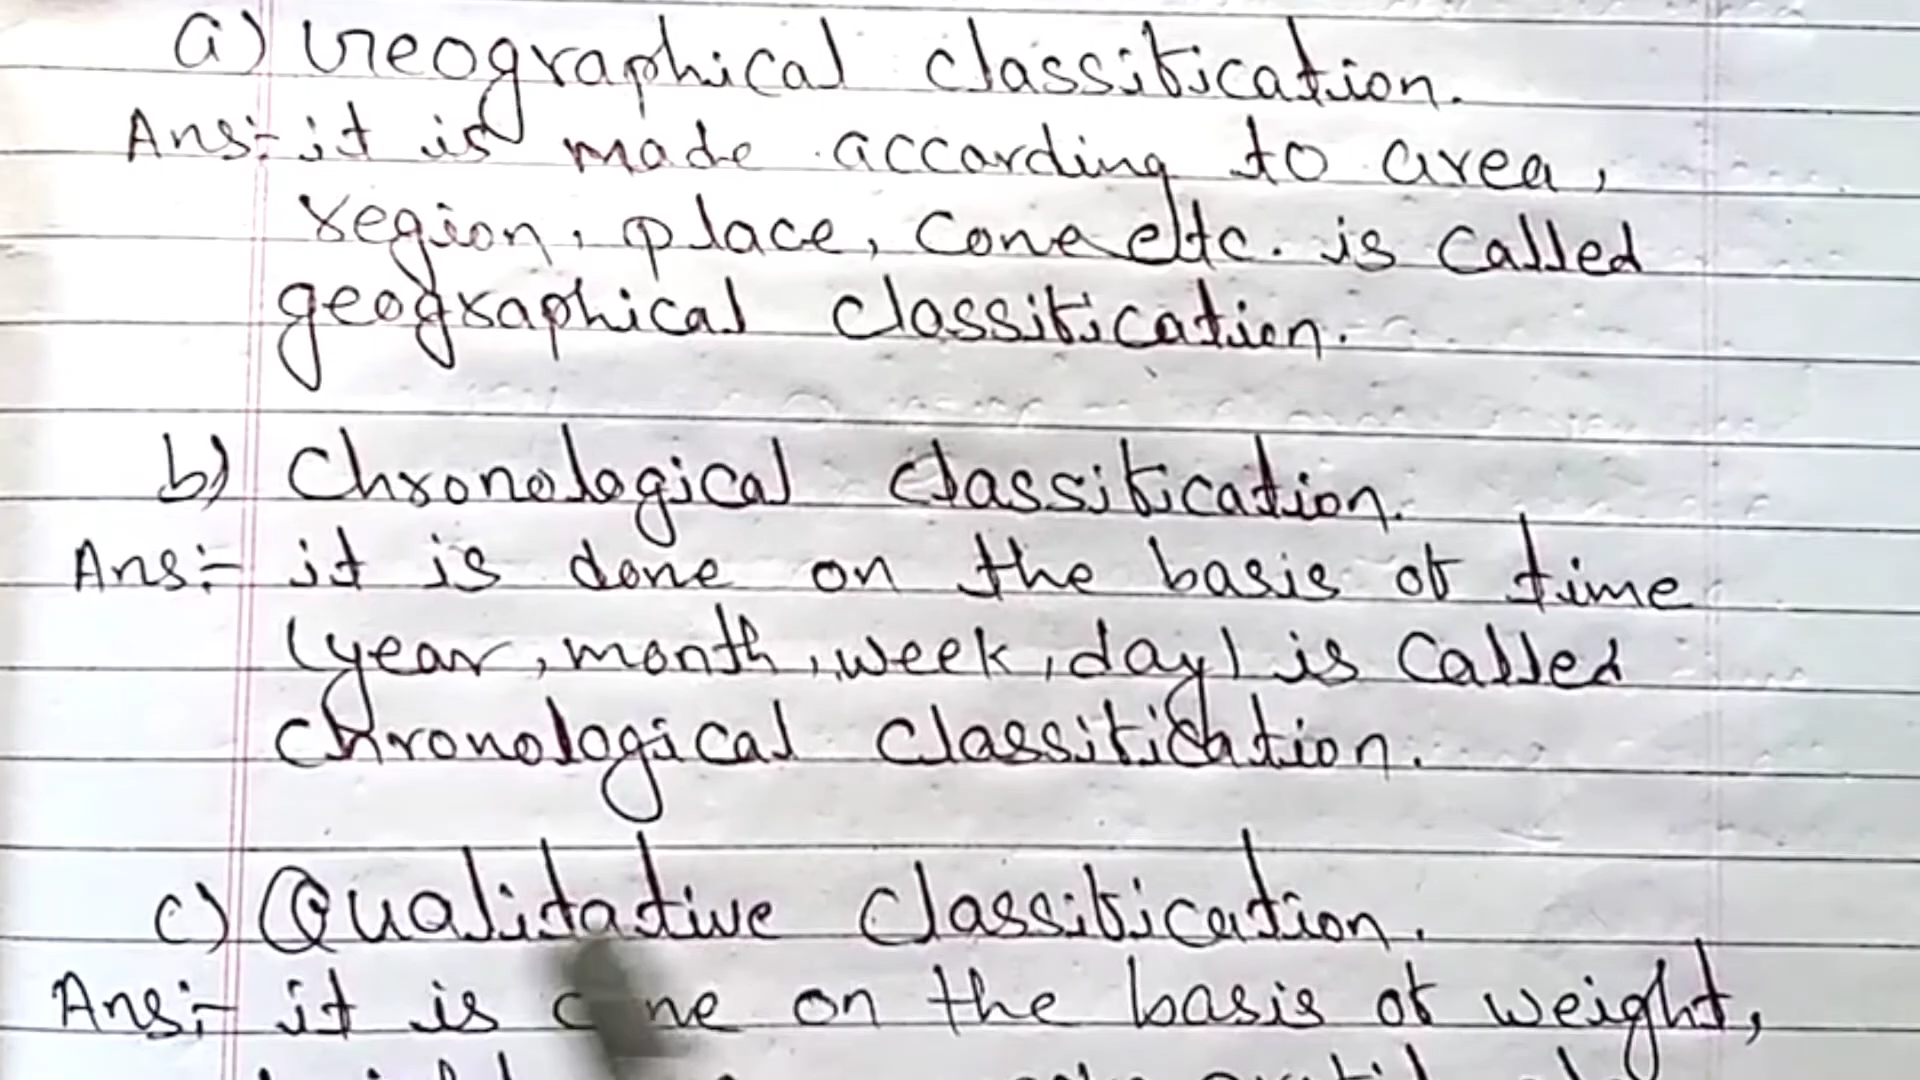 a) Geographical classification.
Ans:- it is made according to area,
region, place, cone etc. is called
geographical classification.
b) Chronological classification.
Ans:- it is done on the basis of time
(year, month, week, day) is called
chronological classification.
c) Qualitative classification.
Ans:- it is on the basis of weight,